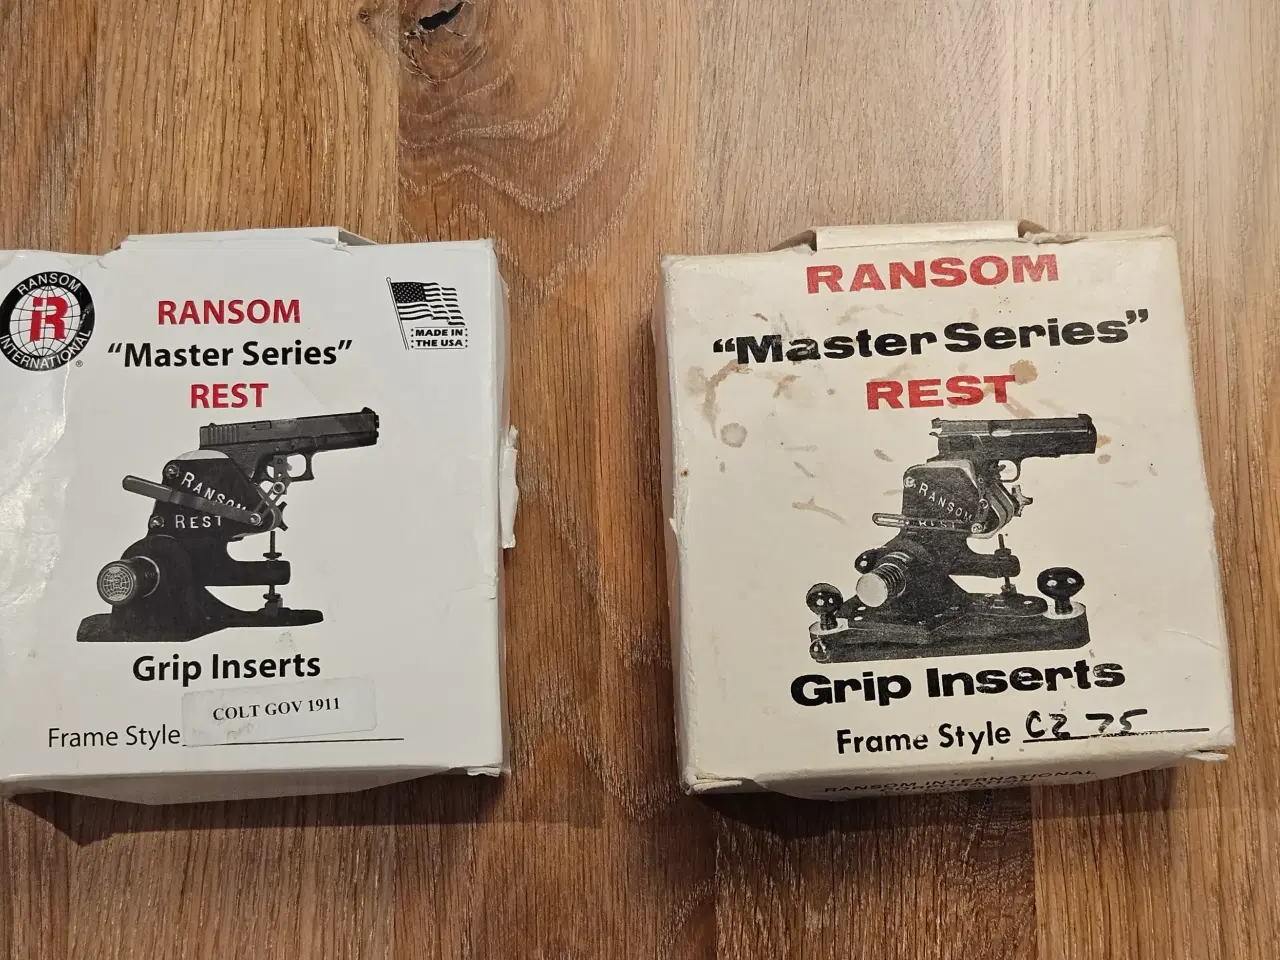 RANSOM
INTERNATIONAL
R
®
RANSOM
“Master Series”
REST
MADE IN
THE USA
RANSOM
REST
Grip Inserts
COLT GOV 1911
Frame Style
RANSOM
“Master Series”
REST
RANSOM
REST
Grip Inserts
Frame Style CZ 75
RANSOM INTERNATIONAL
CORPORATION